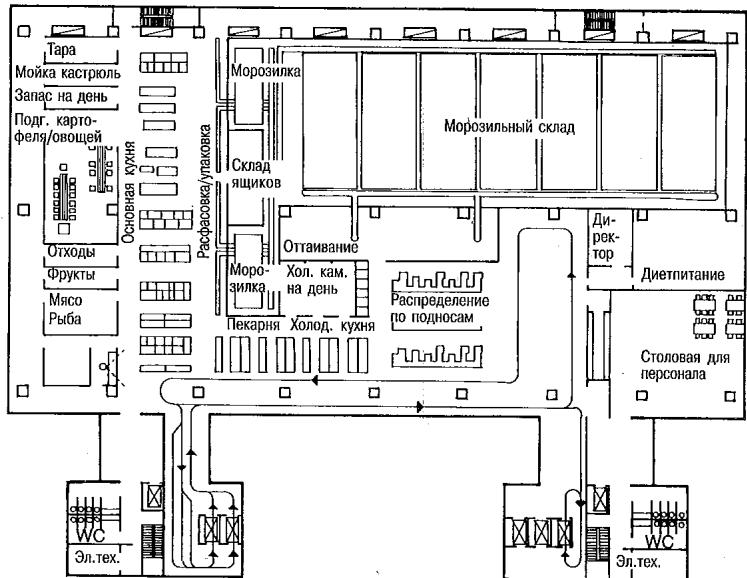 Тара
Мойка кастрюль
Запас на день
Подг. карто-
феля/овощей
Отходы
Фрукты
Мясо
Рыба
Основная кухня
Расфасовка/упаковка
Морозилка
Склад
ящиков
Моро-
зилка
Морозильный склад
Оттаивание
Хол. кам.
на день
Пекарня
Холод. кухня
Распределение
по подносам
Ди-
рек-
тор
Диетпитание
Столовая для
персонала
WC
Эл.тех.
WC
Эл.тех.